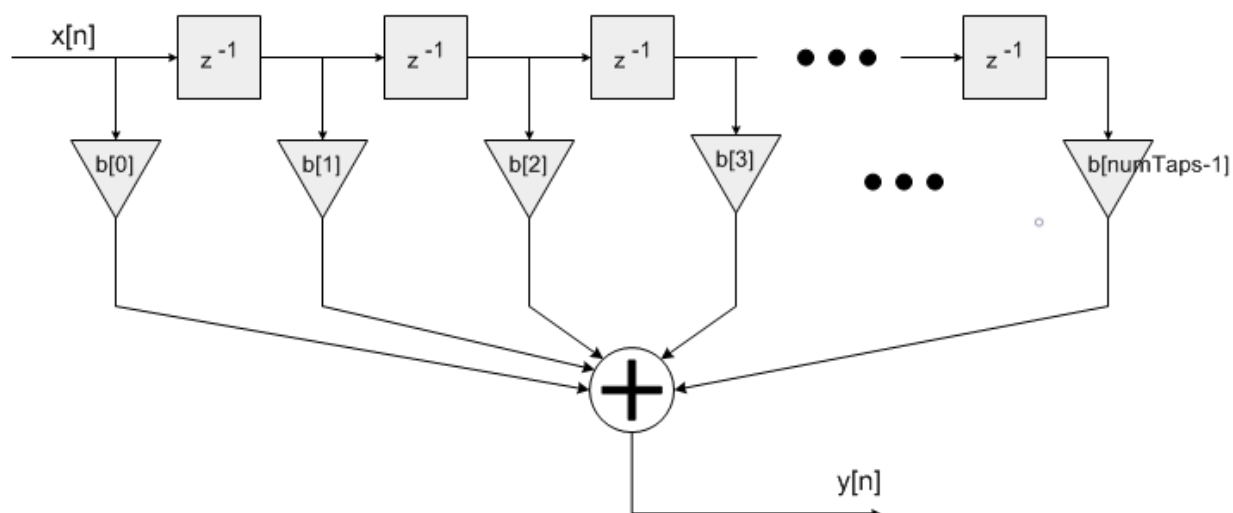 x[n]
z -1
z -1
z -1
z -1
b[0]
b[1]
b[2]
b[3]
b[numTaps-1]
y[n]